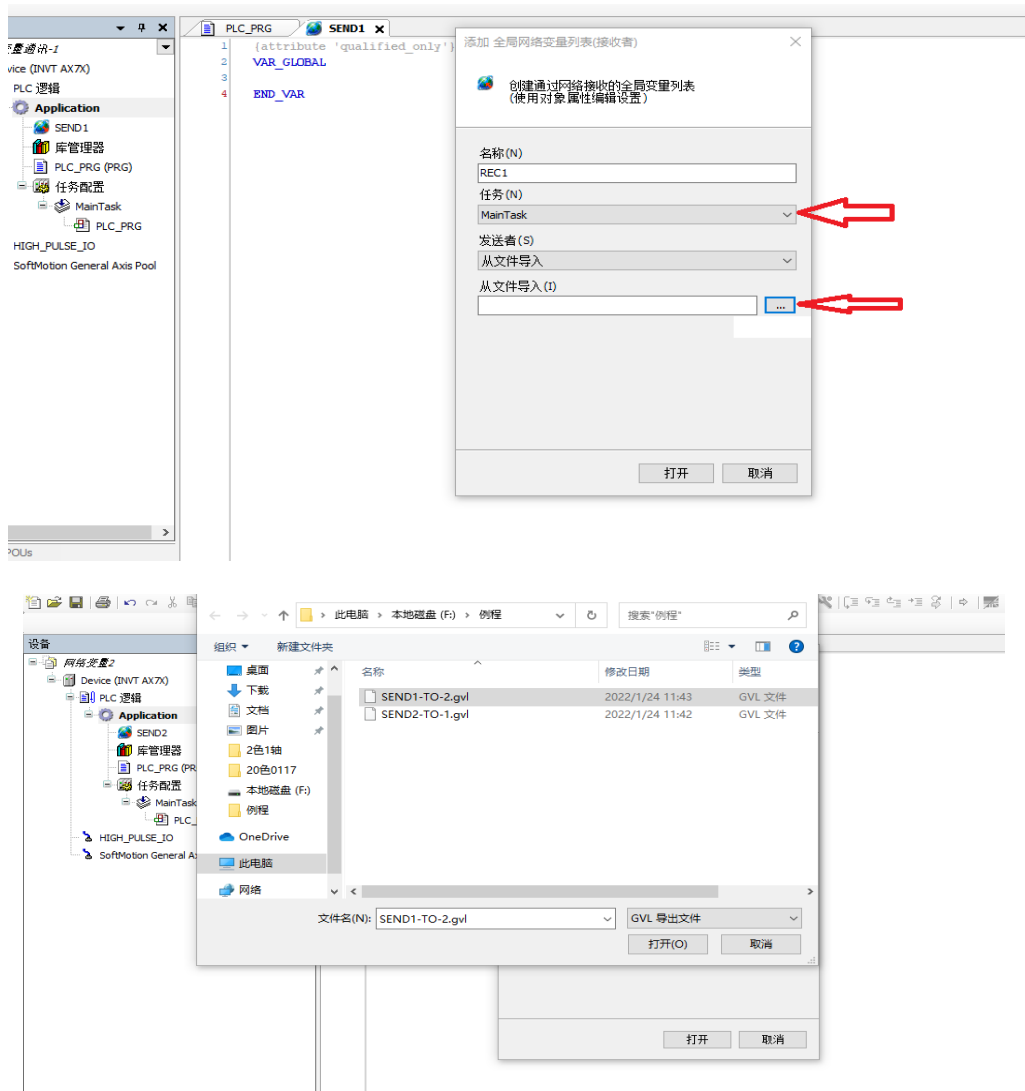 PLC_PRG
SEND1
变量通讯-1
vice (INVT AX7X)
PLC 逻辑
Application
SEND1
库管理器
PLC_PRG (PRG)
任务配置
MainTask
PLC_PRG
HIGH_PULSE_IO
SoftMotion General Axis Pool
POUs
1 {attribute 'qualified_only'}
2 VAR_GLOBAL
3
4 END_VAR
添加 全局网络变量列表(接收者)
创建通过网络接收的全局变量列表
(使用对象属性编辑设置)
名称(N)
REC1
任务(N)
MainTask
发送者(S)
从文件导入
从文件导入(I)
...
打开 取消
设备
网络变量2
Device (INVT AX7X)
PLC 逻辑
Application
SEND2
库管理器
PLC_PRG (PR
任务配置
MainTask
PLC_
HIGH_PULSE_IO
SoftMotion General A
此电脑 › 本地磁盘 (F:) › 例程
搜索"例程"
组织 新建文件夹
桌面
下载
文档
图片
2色1轴
20色0117
本地磁盘 (F:)
例程
OneDrive
此电脑
网络
名称 修改日期 类型
SEND1-TO-2.gvl 2022/1/24 11:43 GVL 文件
SEND2-TO-1.gvl 2022/1/24 11:42 GVL 文件
文件名(N): SEND1-TO-2.gvl GVL 导出文件
打开(O) 取消
打开 取消